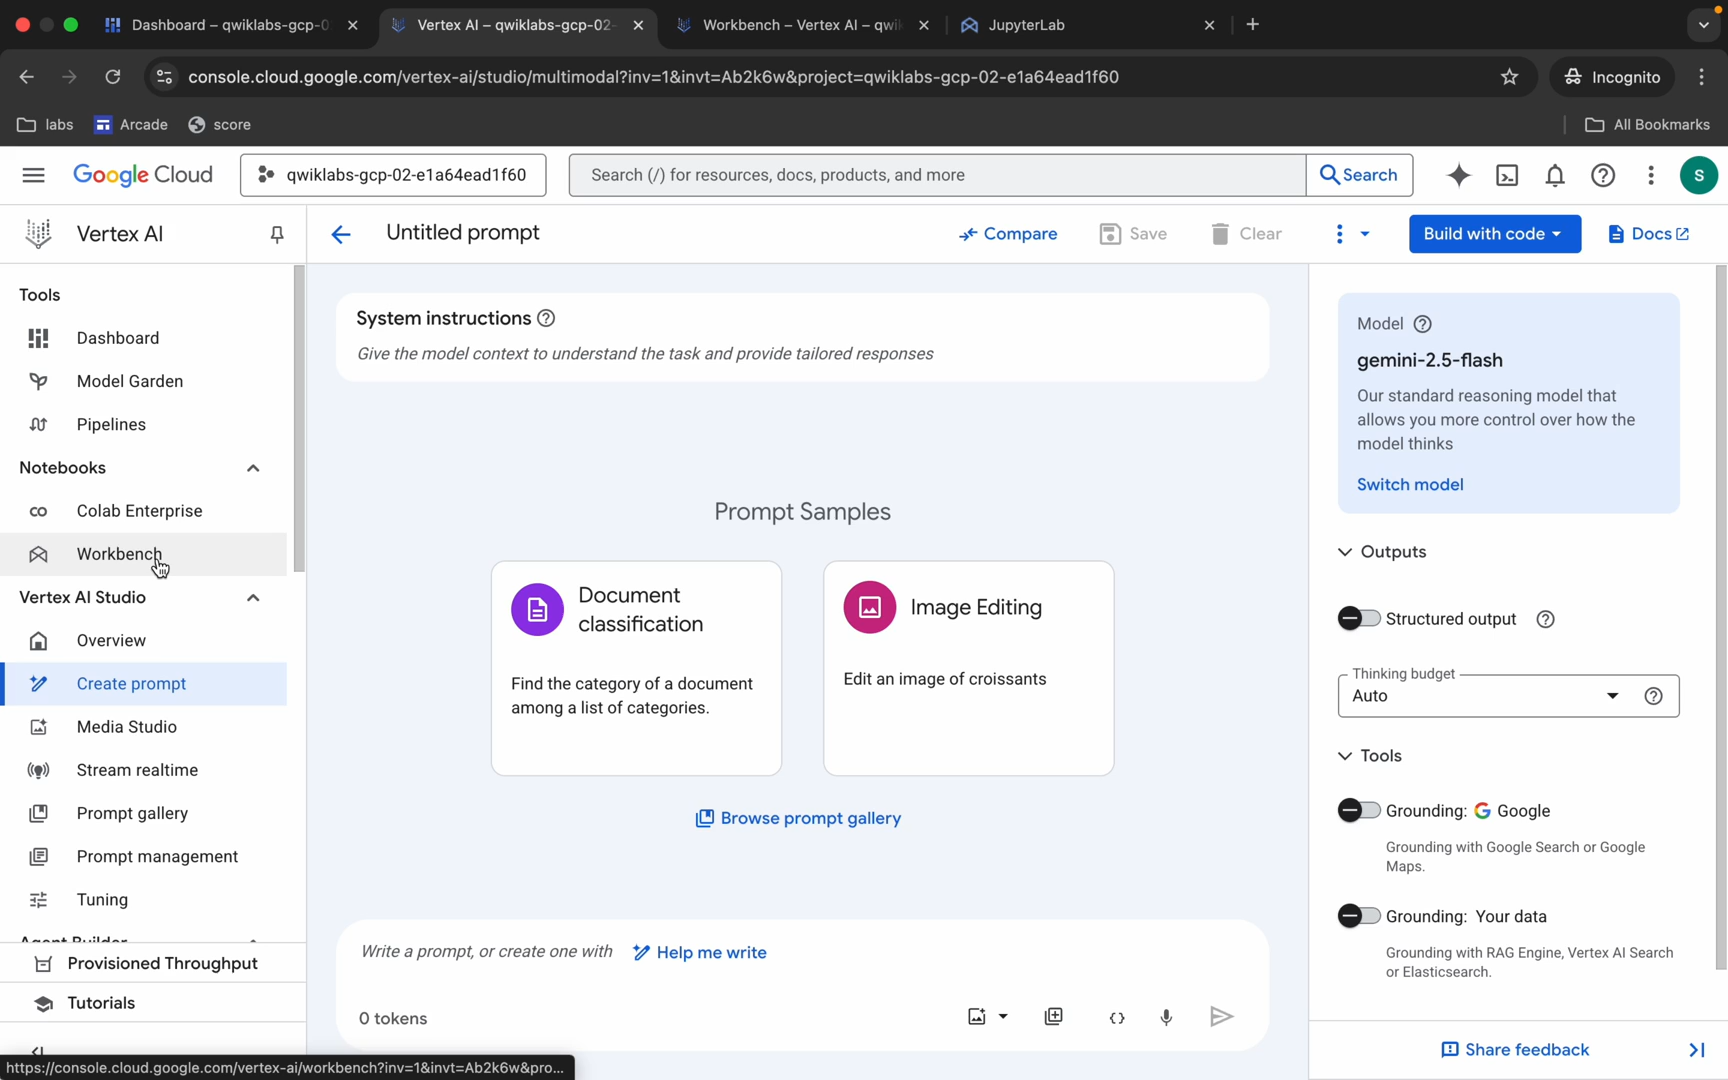 Dashboard – qwiklabs-gcp-0
Vertex AI – qwiklabs-gcp-02-
Workbench – Vertex AI – qwik
JupyterLab
console.cloud.google.com/vertex-ai/studio/multimodal?inv=1&invt=Ab2k6w&project=qwiklabs-gcp-02-e1a64ead1f60
Incognito
labs
Arcade
score
All Bookmarks
Google Cloud
qwiklabs-gcp-02-e1a64ead1f60
Search (/) for resources, docs, products, and more
Search
S
Vertex AI
Untitled prompt
Compare
Save
Clear
Build with code
Docs
Tools
Dashboard
Model Garden
Pipelines
Notebooks
Colab Enterprise
Workbench
Vertex AI Studio
Overview
Create prompt
Media Studio
Stream realtime
Prompt gallery
Prompt management
Tuning
Agent Builder
Provisioned Throughput
Tutorials
https://console.cloud.google.com/vertex-ai/workbench?inv=1&invt=Ab2k6w&pro...
System instructions
Give the model context to understand the task and provide tailored responses
Prompt Samples
Document
classification
Find the category of a document
among a list of categories.
Image Editing
Edit an image of croissants
Browse prompt gallery
Write a prompt, or create one with
Help me write
0 tokens
Model
gemini-2.5-flash
Our standard reasoning model that
allows you more control over how the
model thinks
Switch model
Outputs
Structured output
Thinking budget
Auto
Tools
Grounding: G Google
Grounding with Google Search or Google
Maps.
Grounding: Your data
Grounding with RAG Engine, Vertex AI Search
or Elasticsearch.
Share feedback